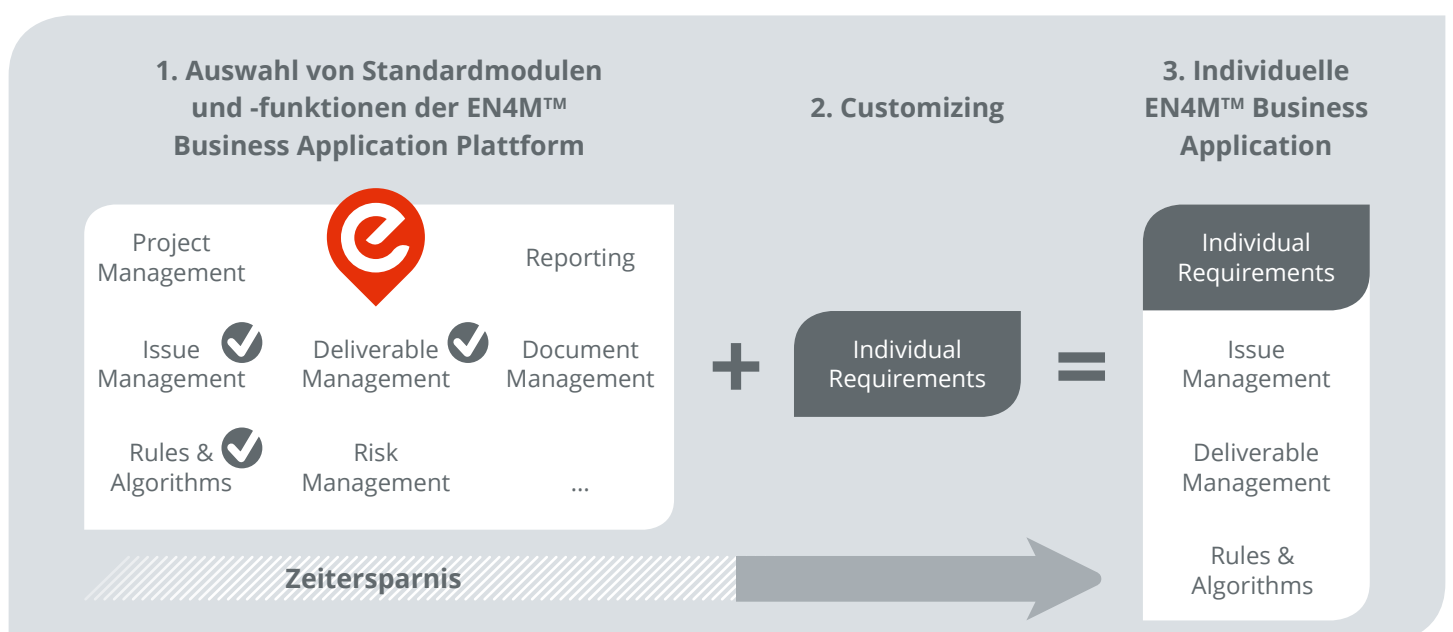 1. Auswahl von Standardmodulen
und -funktionen der EN4M™
Business Application Plattform
2. Customizing
3. Individuelle
EN4M™ Business
Application
Project
Management
Reporting
Issue
Management
Deliverable
Management
Document
Management
Rules &
Algorithms
Risk
Management
...
+
Individual
Requirements
=
Individual
Requirements
Issue
Management
Deliverable
Management
Rules &
Algorithms
Zeitersparnis